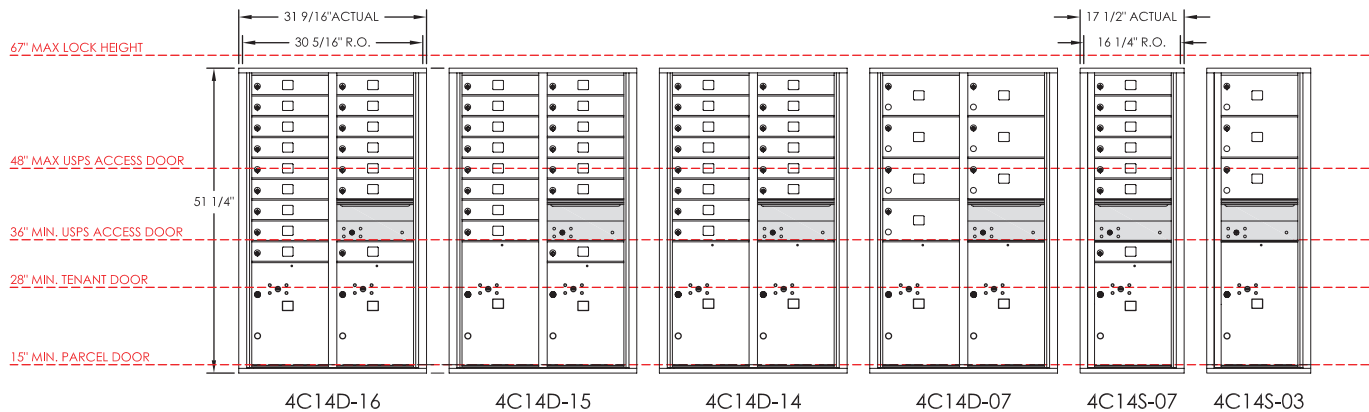 31 9/16" ACTUAL
17 1/2" ACTUAL
30 5/16" R.O.
16 1/4" R.O.
67" MAX LOCK HEIGHT
48" MAX USPS ACCESS DOOR
51 1/4"
36" MIN. USPS ACCESS DOOR
28" MIN. TENANT DOOR
15" MIN. PARCEL DOOR
4C14D-16
4C14D-15
4C14D-14
4C14D-07
4C14S-07
4C14S-03